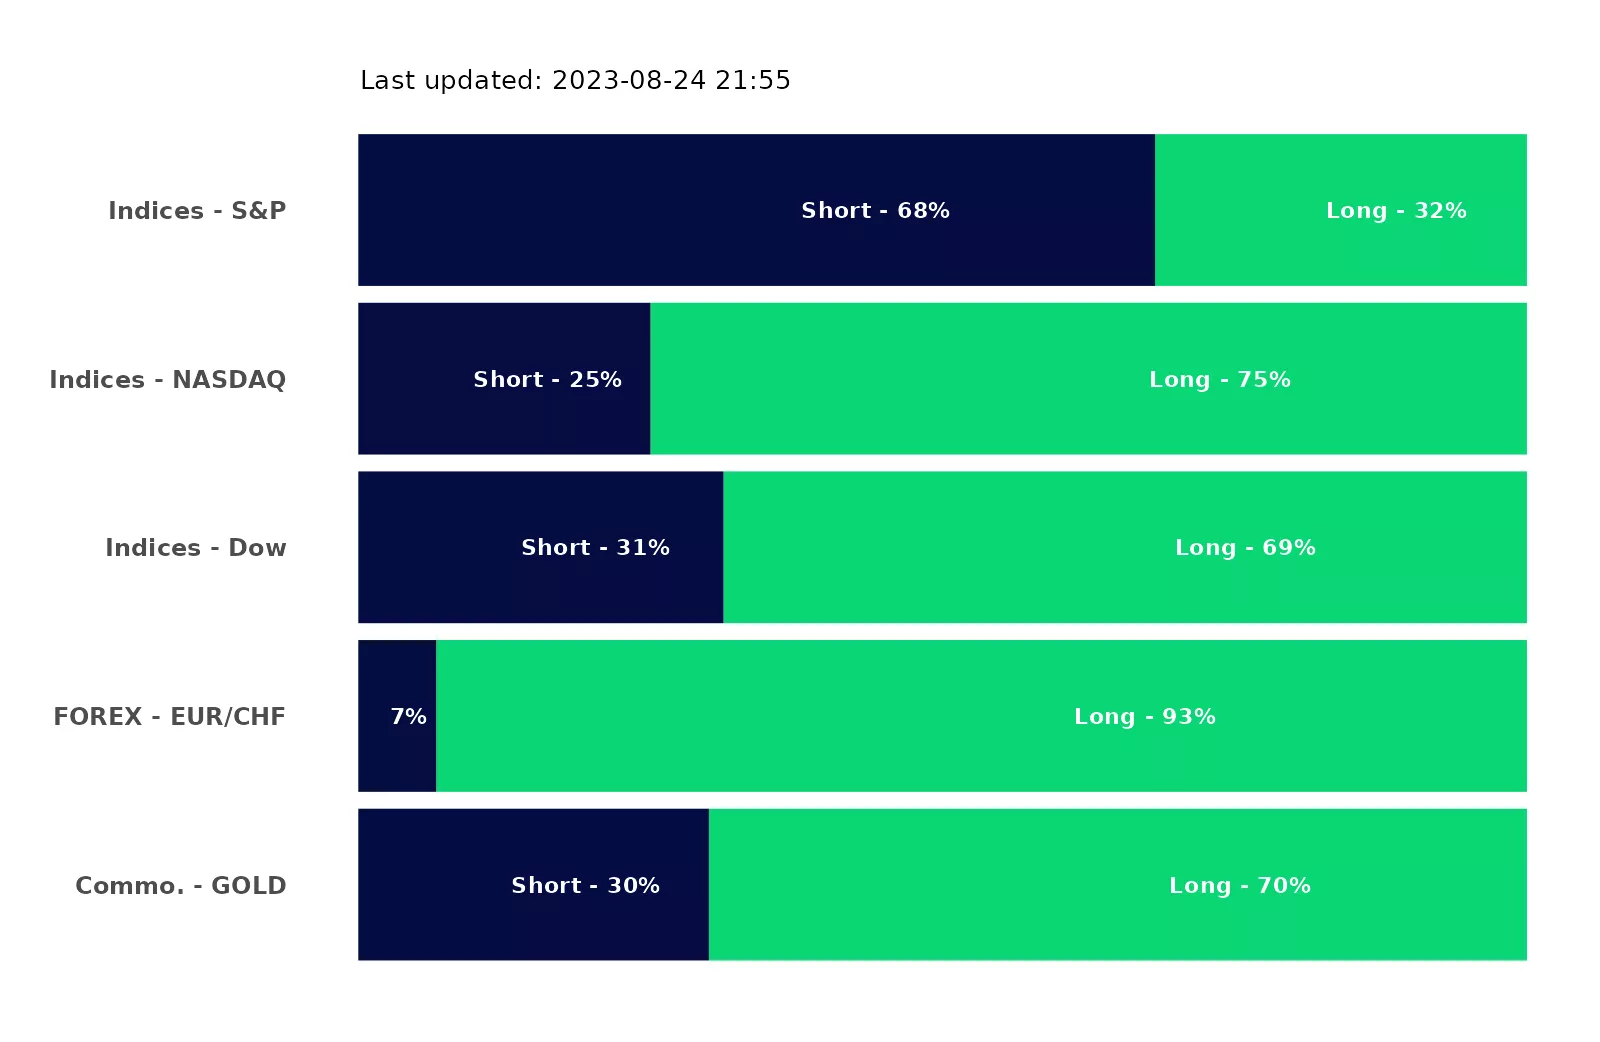 Last updated: 2023-08-24 21:55
Indices - S&P Short - 68% Long - 32%
Indices - NASDAQ Short - 25% Long - 75%
Indices - Dow Short - 31% Long - 69%
FOREX - EUR/CHF 7% Long - 93%
Commo. - GOLD Short - 30% Long - 70%